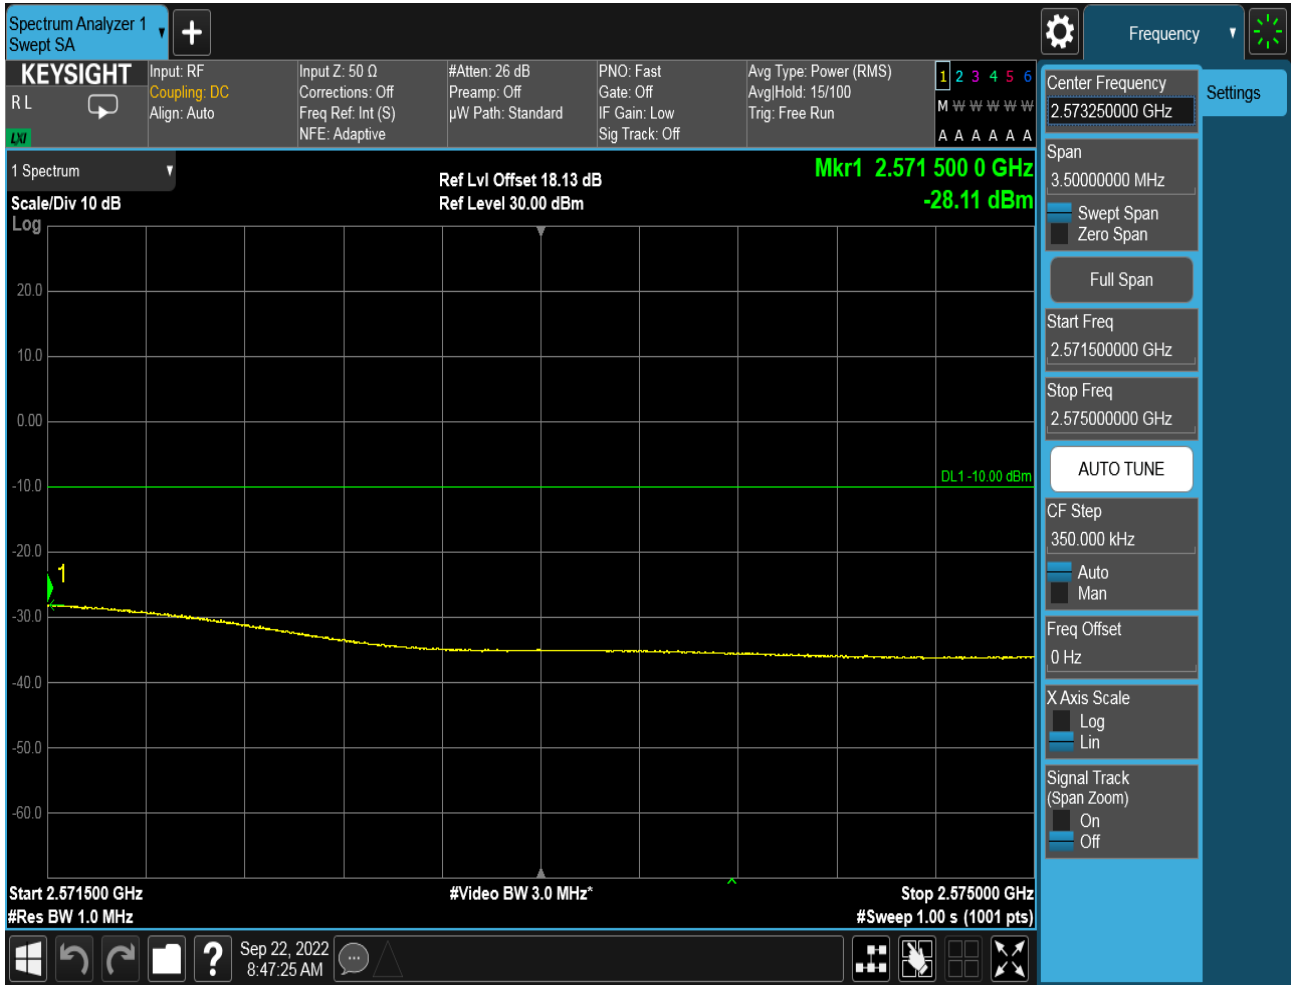 Spectrum Analyzer 1
Swept SA
Frequency
KEYSIGHT
R L
LXI
Input: RF
Coupling: DC
Align: Auto
Input Z: 50 Ω
Corrections: Off
Freq Ref: Int (S)
NFE: Adaptive
#Atten: 26 dB
Preamp: Off
µW Path: Standard
PNO: Fast
Gate: Off
IF Gain: Low
Sig Track: Off
Avg Type: Power (RMS)
Avg|Hold: 15/100
Trig: Free Run
1 2 3 4 5 6
M W W W W W
A A A A A A
1 Spectrum
Scale/Div 10 dB
Log
Ref Lvl Offset 18.13 dB
Ref Level 30.00 dBm
Mkr1 2.571 500 0 GHz
-28.11 dBm
20.0
10.0
0.00
-10.0
-20.0
-30.0
-40.0
-50.0
-60.0
DL1 -10.00 dBm
1
Start 2.571500 GHz
#Res BW 1.0 MHz
#Video BW 3.0 MHz*
Stop 2.575000 GHz
#Sweep 1.00 s (1001 pts)
Center Frequency
2.573250000 GHz
Settings
Span
3.50000000 MHz
Swept Span
Zero Span
Full Span
Start Freq
2.571500000 GHz
Stop Freq
2.575000000 GHz
AUTO TUNE
CF Step
350.000 kHz
Auto
Man
Freq Offset
0 Hz
X Axis Scale
Log
Lin
Signal Track
(Span Zoom)
On
Off
?
Sep 22, 2022
8:47:25 AM